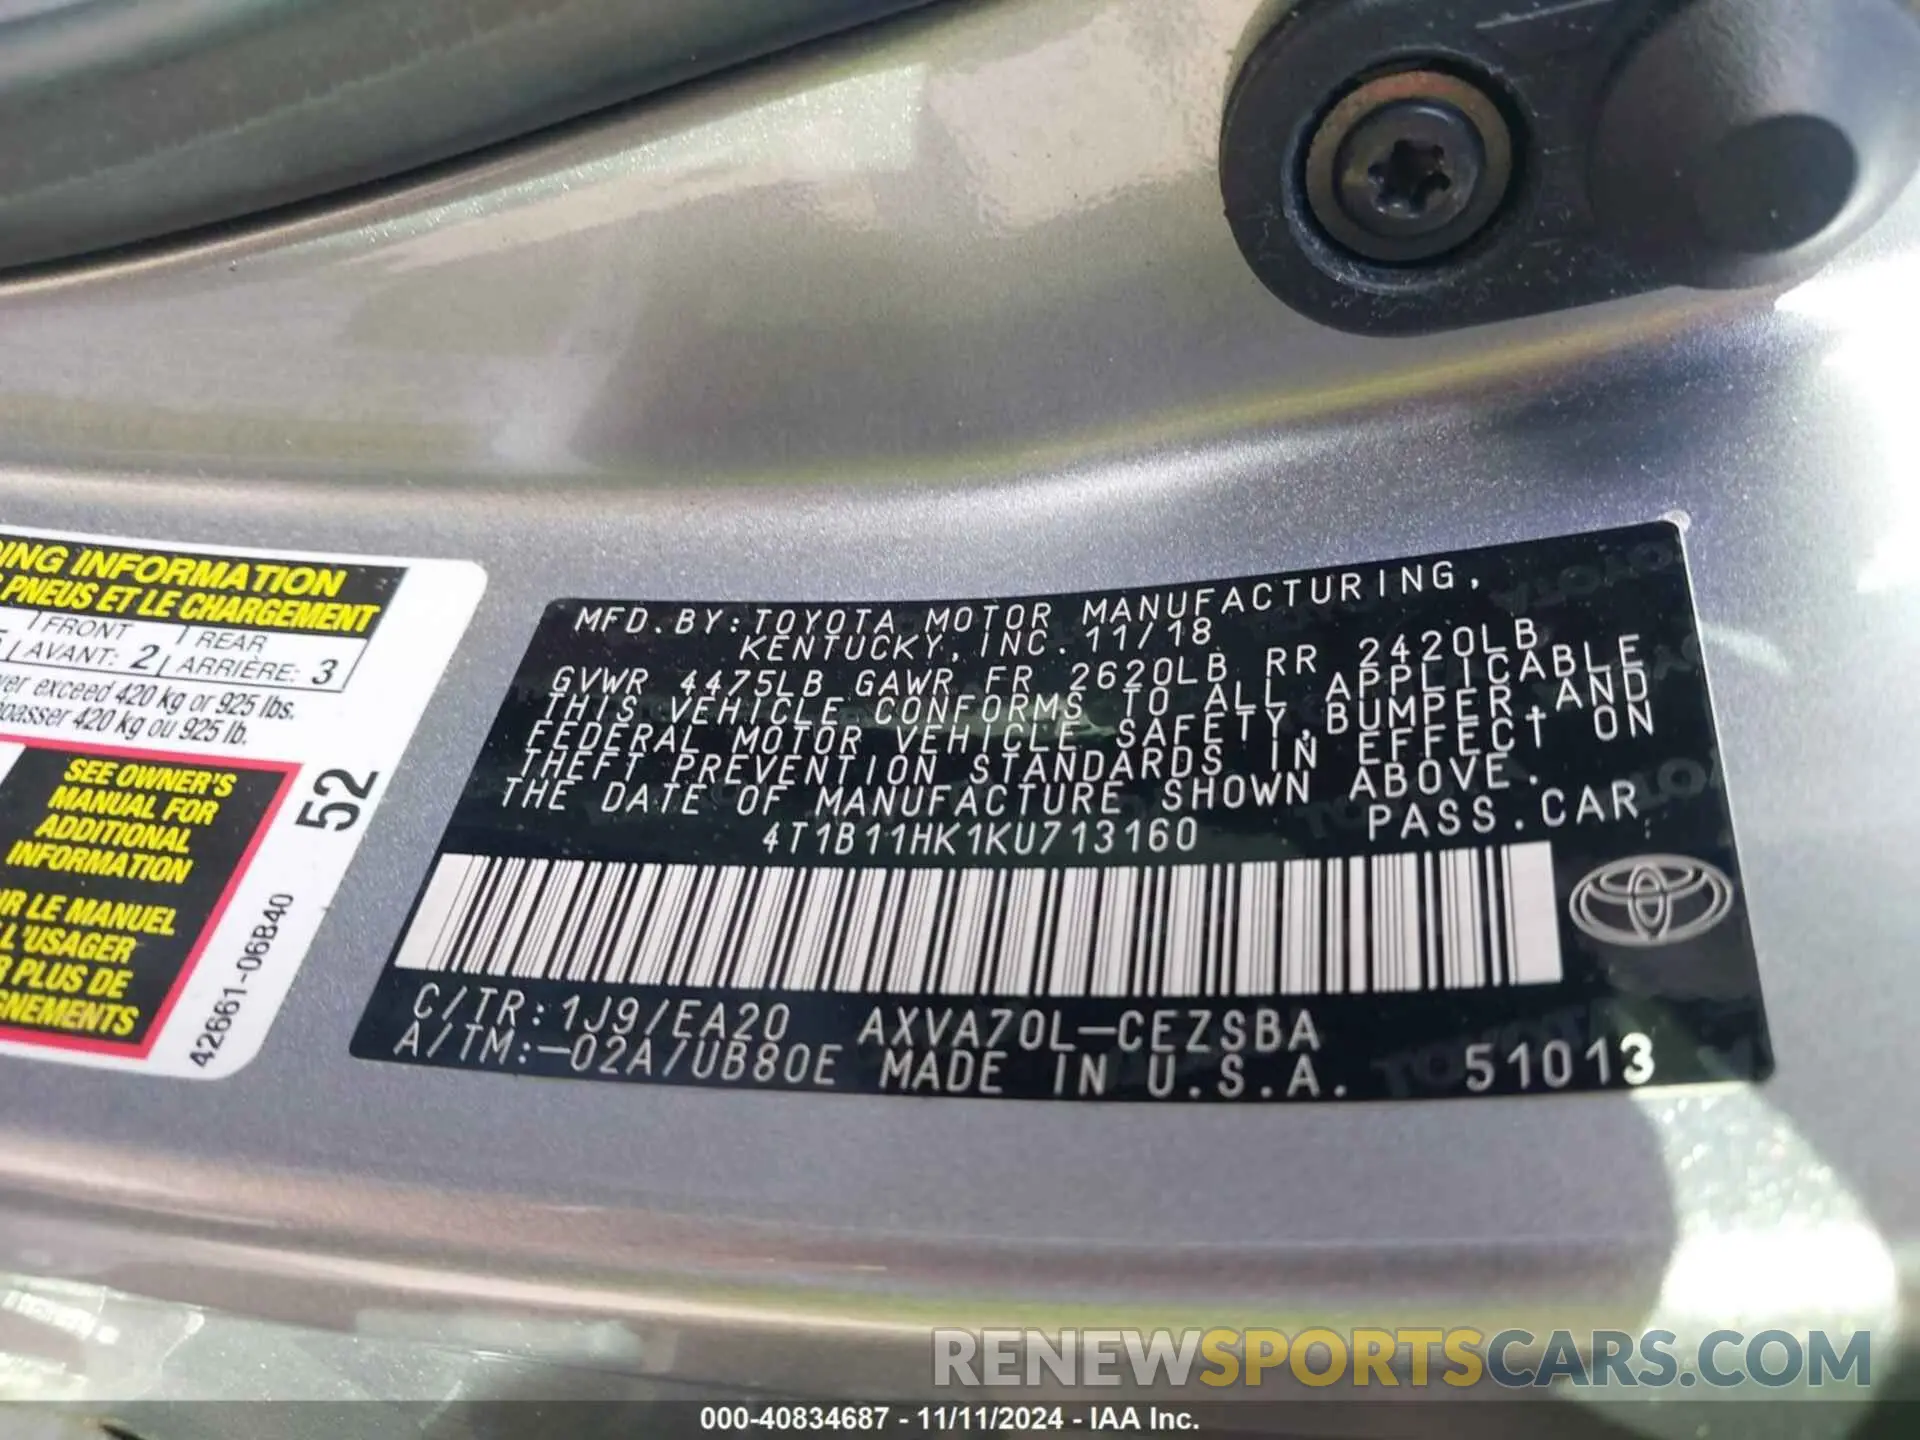 ING INFORMATION
PNEUS ET LE CHARGEMENT
FRONT REAR
AVANT: 2 ARRIÈRE: 3
exceed 420 kg or 925 lbs.
420 kg ou 925 lb.
SEE OWNER'S
MANUAL FOR
ADDITIONAL
INFORMATION
IR LE MANUEL
L'USAGER
PLUS DE
GNEMENTS
52
42661-06B40
MFD.BY:TOYOTA MOTOR MANUFACTURING,
KENTUCKY, INC. 11/18
GVWR 4475LB GAWR FR 2620LB RR 2420LB
THIS VEHICLE CONFORMS TO ALL APPLICABLE
FEDERAL MOTOR VEHICLE SAFETY,BUMPER,AND
THEFT PREVENTION STANDARDS IN EFFECT ON
THE DATE OF MANUFACTURE SHOWN ABOVE.
4T1B11HK1KU713160 PASS.CAR
C/TR:1J9/EA20 AXVA70L-CEZSBA
A/TM:-02A/UB80E MADE IN U.S.A. 51013
RENEWSPORTSCARS.COM
000-40834687 - 11/11/2024 - IAA Inc.